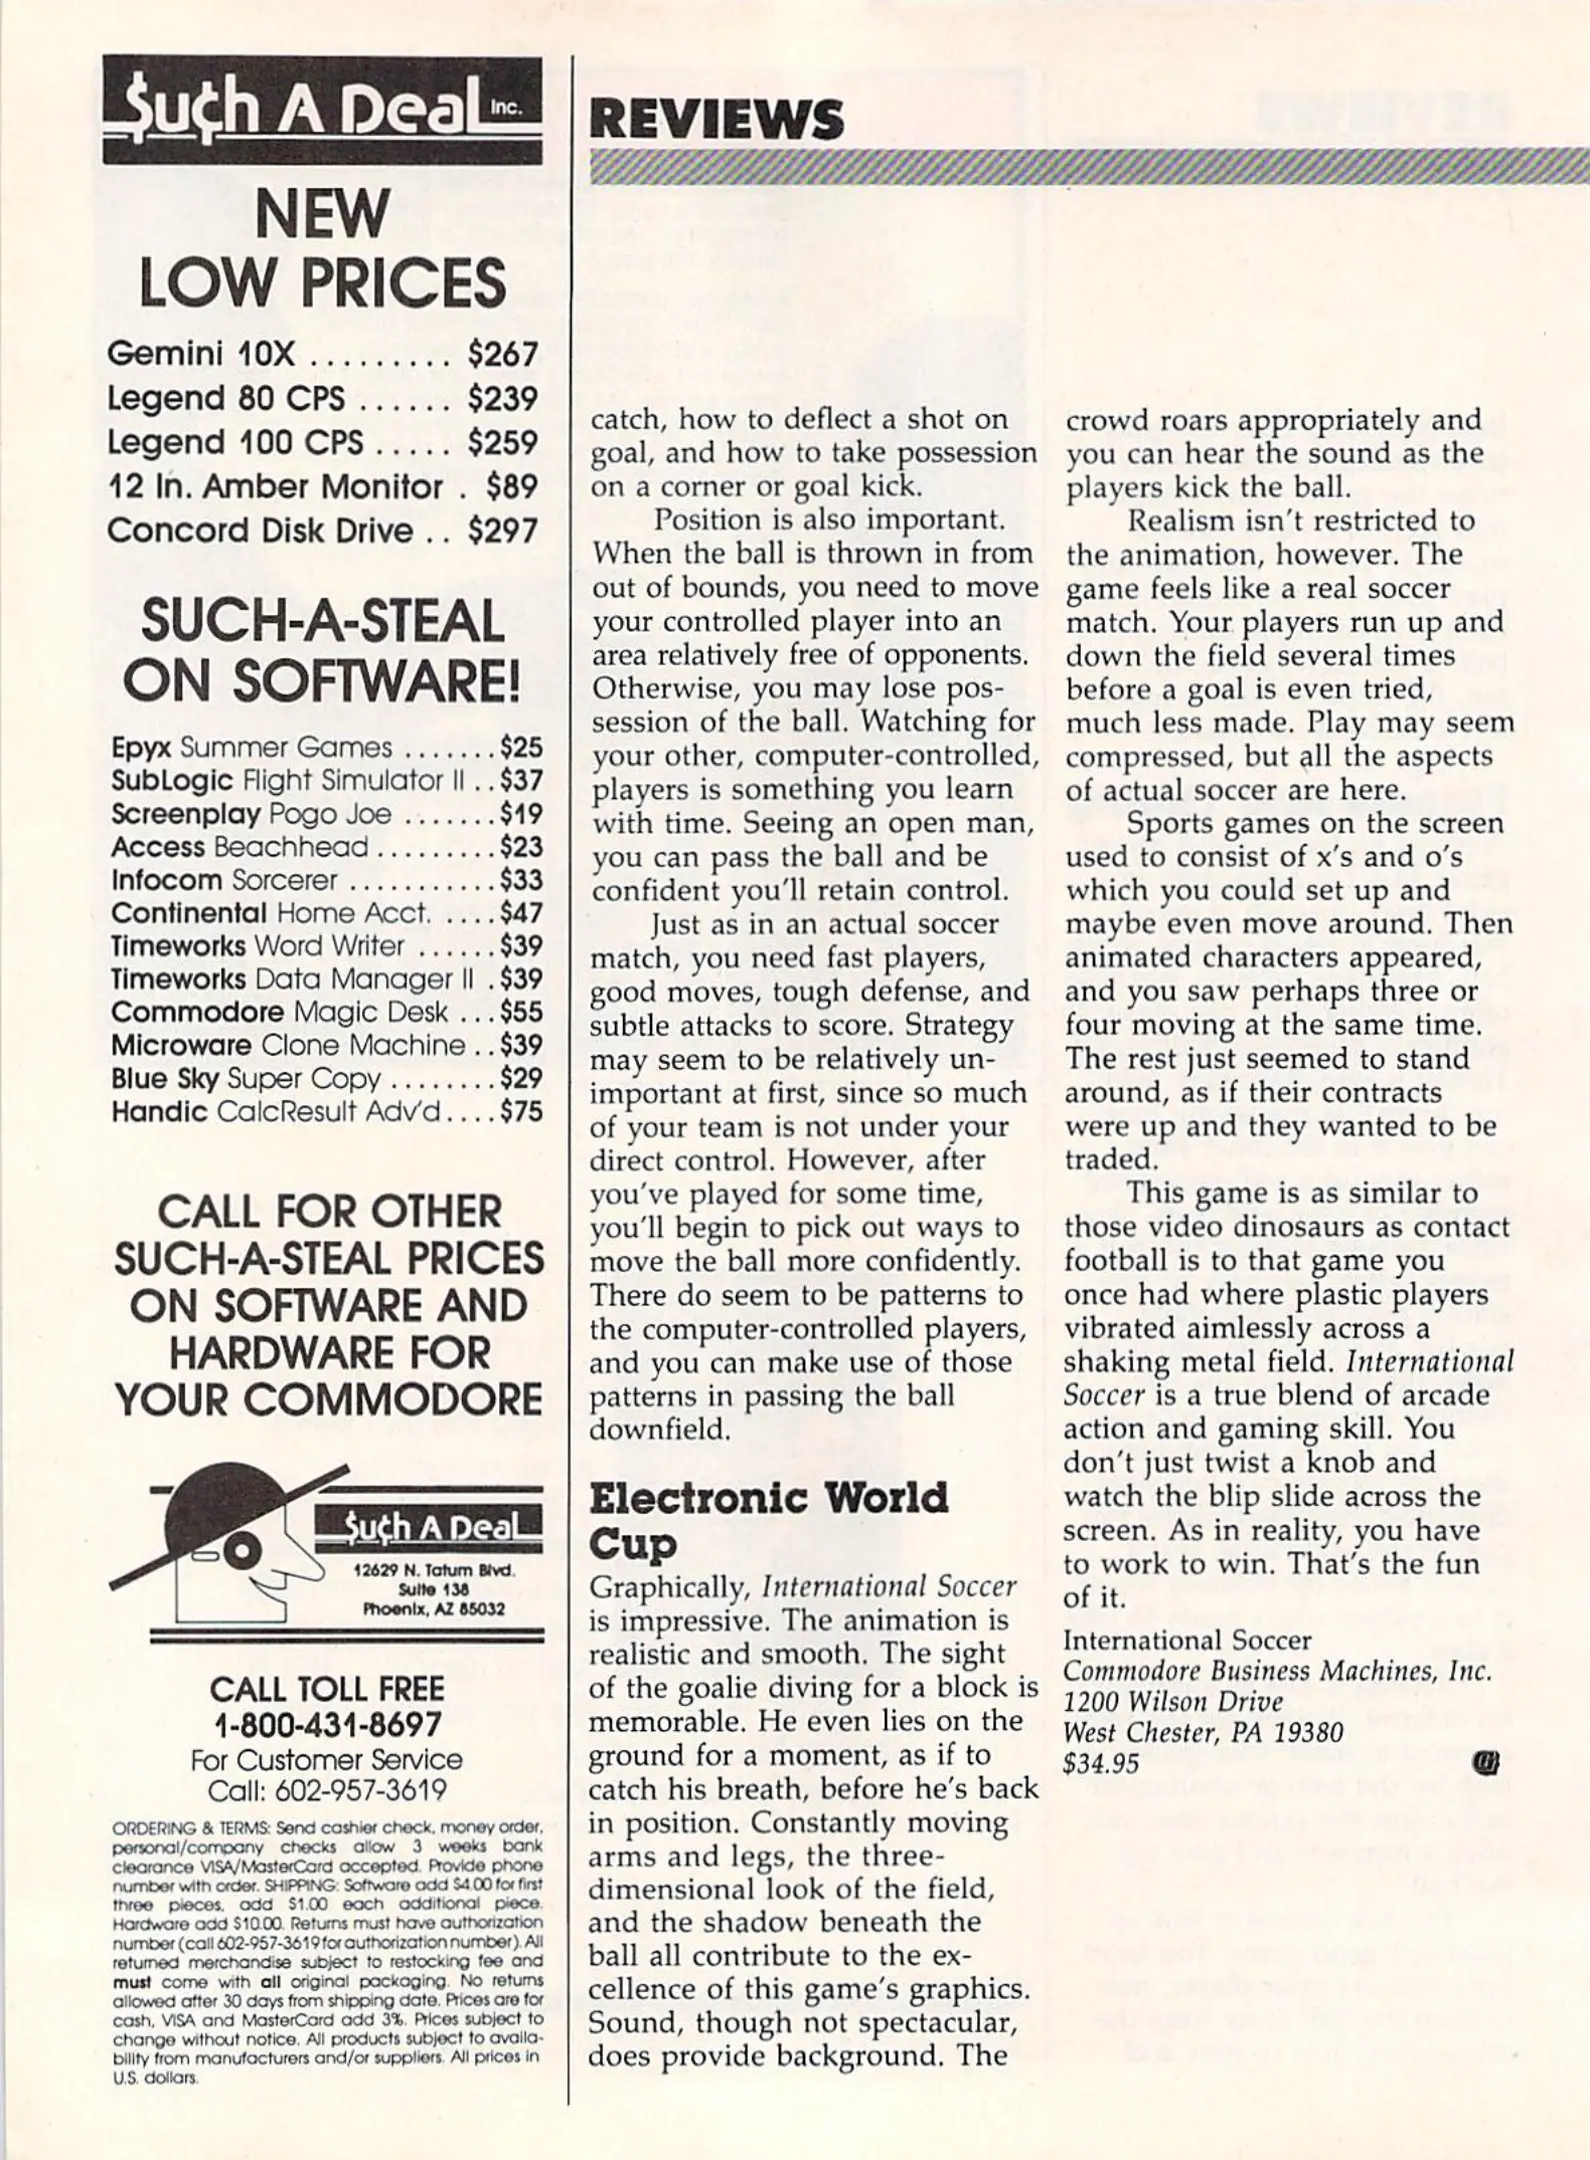 $u¢h A Deal Inc.
NEW
LOW PRICES
Gemini 10X ......... $267
Legend 80 CPS ...... $239
Legend 100 CPS ..... $259
12 In. Amber Monitor . $89
Concord Disk Drive .. $297
SUCH-A-STEAL
ON SOFTWARE!
Epyx Summer Games ....... $25
SubLogic Flight Simulator II .. $37
Screenplay Pogo Joe ....... $19
Access Beachhead ......... $23
Infocom Sorcerer ........... $33
Continental Home Acct. ..... $47
Timeworks Word Writer ...... $39
Timeworks Data Manager II . $39
Commodore Magic Desk ... $55
Microware Clone Machine .. $39
Blue Sky Super Copy ........ $29
Handic CalcResult Adv'd .... $75
CALL FOR OTHER
SUCH-A-STEAL PRICES
ON SOFTWARE AND
HARDWARE FOR
YOUR COMMODORE
$u¢h A Deal
12629 N. Tatum Blvd.
Suite 138
Phoenix, AZ 85032
CALL TOLL FREE
1-800-431-8697
For Customer Service
Call: 602-957-3619
ORDERING & TERMS: Send cashier check, money order,
personal/company checks allow 3 weeks bank
clearance VISA/MasterCard accepted. Provide phone
number with order. SHIPPING: Software add $4.00 for first
three pieces, add $1.00 each additional piece.
Hardware add $10.00. Returns must have authorization
number (call 602-957-3619 for authorization number). All
returned merchandise subject to restocking fee and
must come with all original packaging. No returns
allowed after 30 days from shipping date. Prices are for
cash, VISA and MasterCard add 3%. Prices subject to
change without notice. All products subject to availa-
bility from manufacturers and/or suppliers. All prices in
U.S. dollars.
REVIEWS
catch, how to deflect a shot on
goal, and how to take possession
on a corner or goal kick.
Position is also important.
When the ball is thrown in from
out of bounds, you need to move
your controlled player into an
area relatively free of opponents.
Otherwise, you may lose pos-
session of the ball. Watching for
your other, computer-controlled,
players is something you learn
with time. Seeing an open man,
you can pass the ball and be
confident you'll retain control.
Just as in an actual soccer
match, you need fast players,
good moves, tough defense, and
subtle attacks to score. Strategy
may seem to be relatively un-
important at first, since so much
of your team is not under your
direct control. However, after
you've played for some time,
you'll begin to pick out ways to
move the ball more confidently.
There do seem to be patterns to
the computer-controlled players,
and you can make use of those
patterns in passing the ball
downfield.
Electronic World
Cup
Graphically, International Soccer
is impressive. The animation is
realistic and smooth. The sight
of the goalie diving for a block is
memorable. He even lies on the
ground for a moment, as if to
catch his breath, before he's back
in position. Constantly moving
arms and legs, the three-
dimensional look of the field,
and the shadow beneath the
ball all contribute to the ex-
cellence of this game's graphics.
Sound, though not spectacular,
does provide background. The
crowd roars appropriately and
you can hear the sound as the
players kick the ball.
Realism isn't restricted to
the animation, however. The
game feels like a real soccer
match. Your players run up and
down the field several times
before a goal is even tried,
much less made. Play may seem
compressed, but all the aspects
of actual soccer are here.
Sports games on the screen
used to consist of x's and o's
which you could set up and
maybe even move around. Then
animated characters appeared,
and you saw perhaps three or
four moving at the same time.
The rest just seemed to stand
around, as if their contracts
were up and they wanted to be
traded.
This game is as similar to
those video dinosaurs as contact
football is to that game you
once had where plastic players
vibrated aimlessly across a
shaking metal field. International
Soccer is a true blend of arcade
action and gaming skill. You
don't just twist a knob and
watch the blip slide across the
screen. As in reality, you have
to work to win. That's the fun
of it.
International Soccer
Commodore Business Machines, Inc.
1200 Wilson Drive
West Chester, PA 19380
$34.95